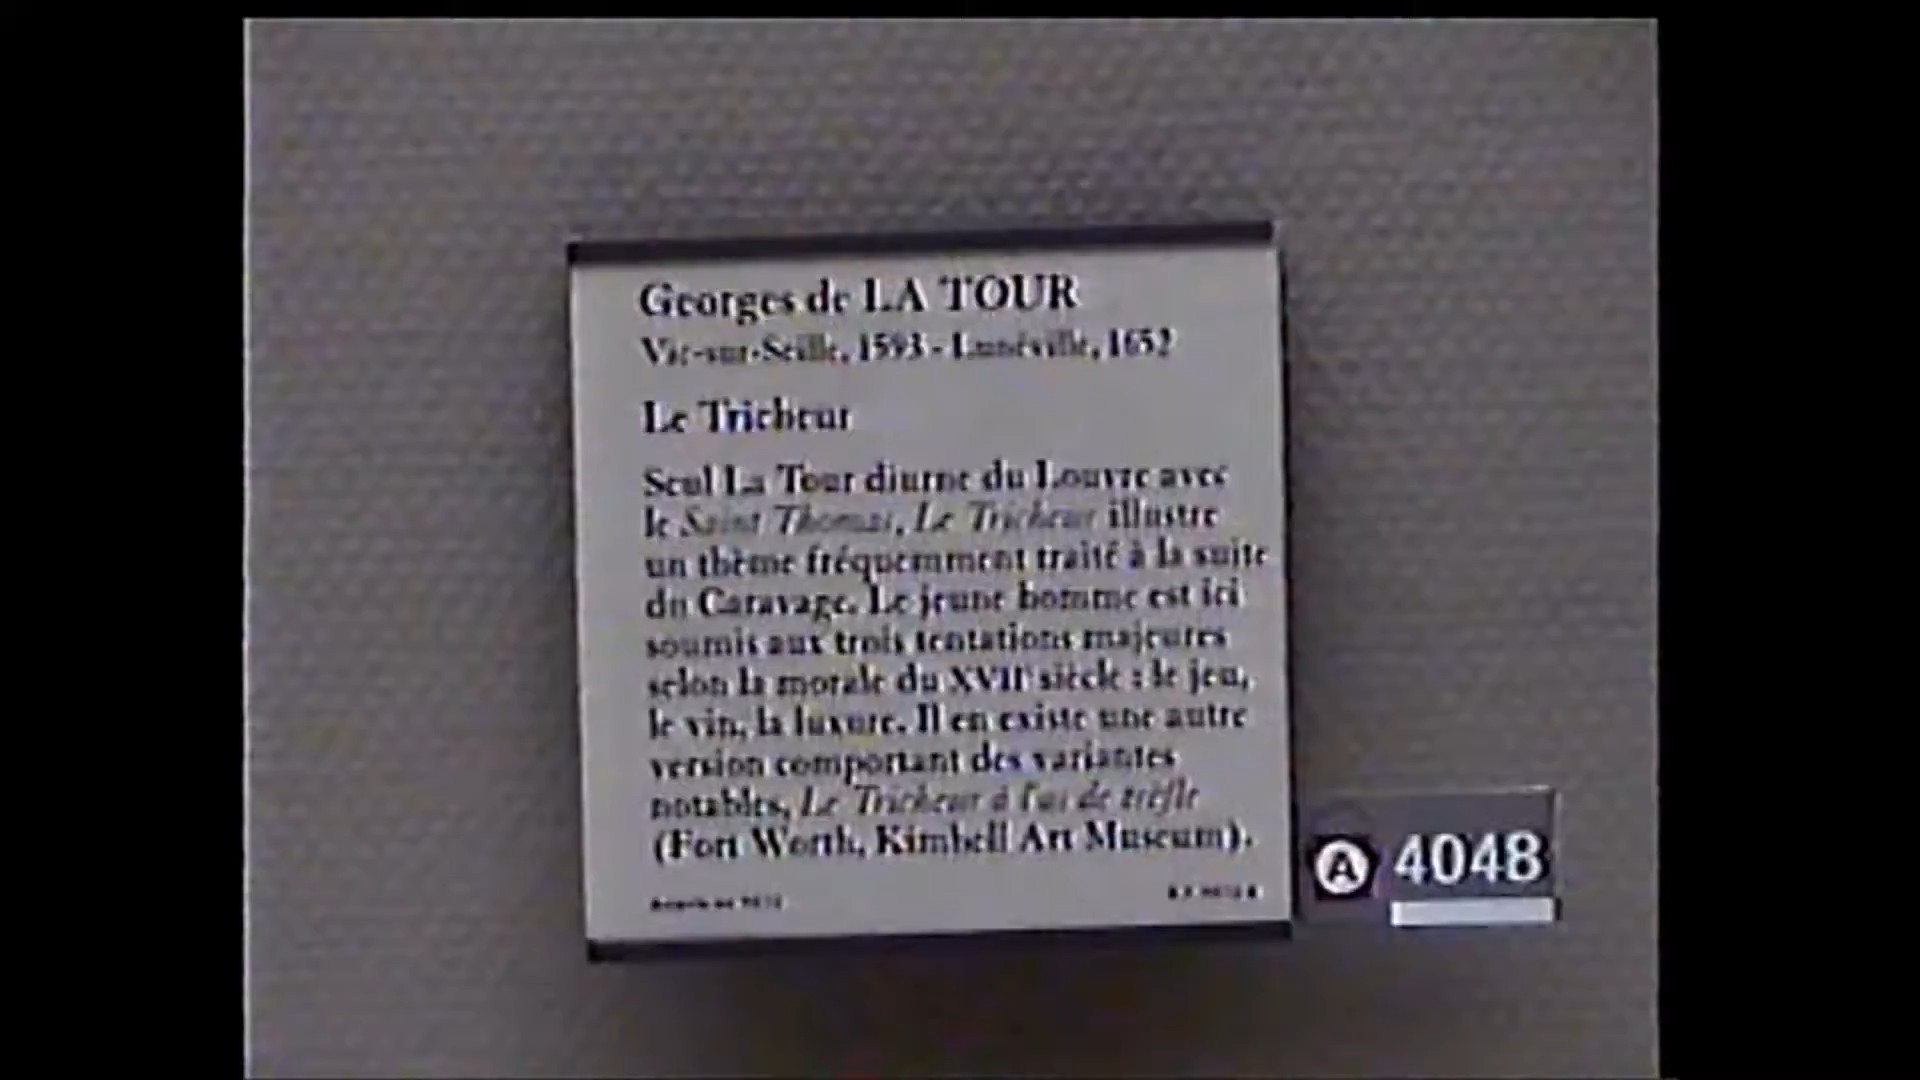 Georges de LA TOUR
Vic-sur-Seille, 1593 - Lunéville, 1652
Le Tricheur
Seul La Tour diurne du Louvre avec
le Saint Thomas, Le Tricheur illustre
un thème fréquemment traité à la suite
du Caravage. Le jeune homme est ici
soumis aux trois tentations majeures
selon la morale du XVIIe siècle : le jeu,
le vin, la luxure. Il en existe une autre
version comportant des variantes
notables, Le Tricheur à l'as de trèfle
(Fort Worth, Kimbell Art Museum).
A 4048